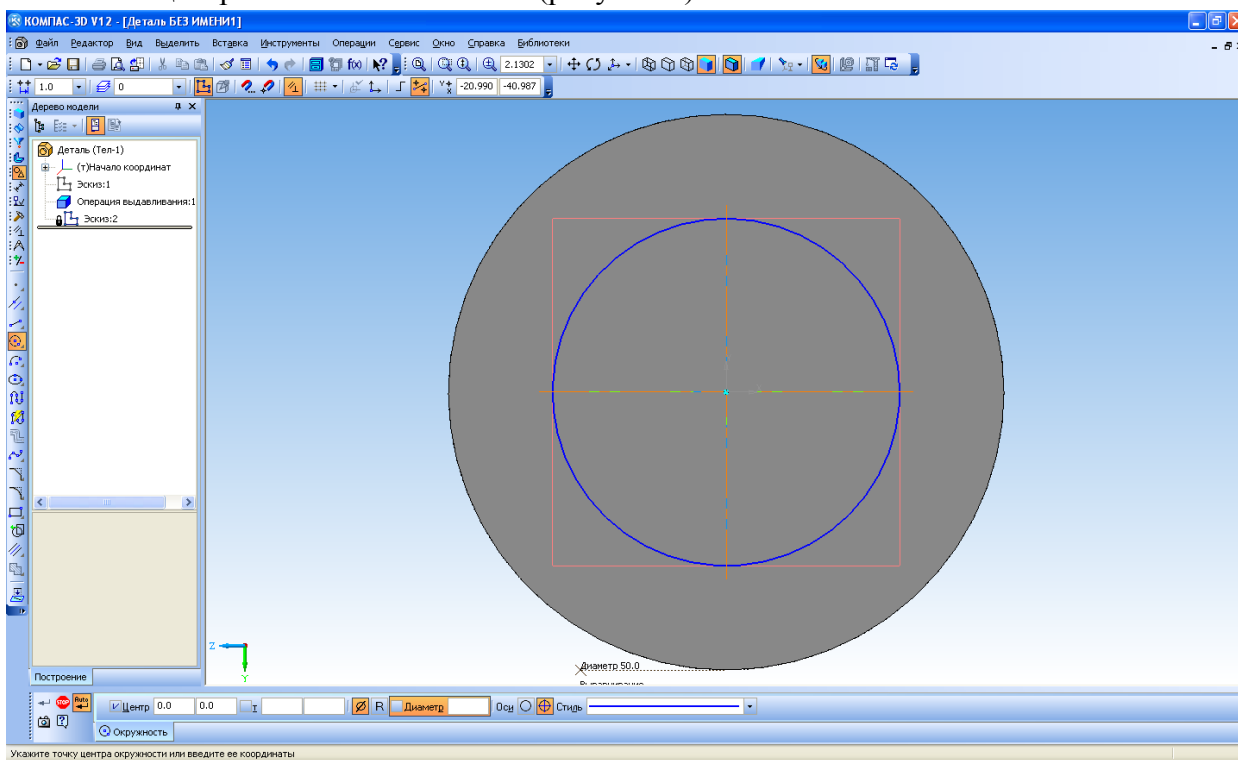 КОМПАС-3D V12 - [Деталь БЕЗ ИМЕНИ1]
Файл Редактор Вид Выделить Вставка Инструменты Операции Сервис Окно Справка Библиотеки
f(x) 2.1302
1.0 0 -20.990 -40.987
Дерево модели
Деталь (Тел-1)
(т)Начало координат
Эскиз:1
Операция выдавливания:1
Эскиз:2
Z
Y
Диаметр 50.0
Построение
STOP Auto Центр 0.0 0.0 R Диаметр Оси Стиль
Окружность
Укажите точку центра окружности или введите ее координаты